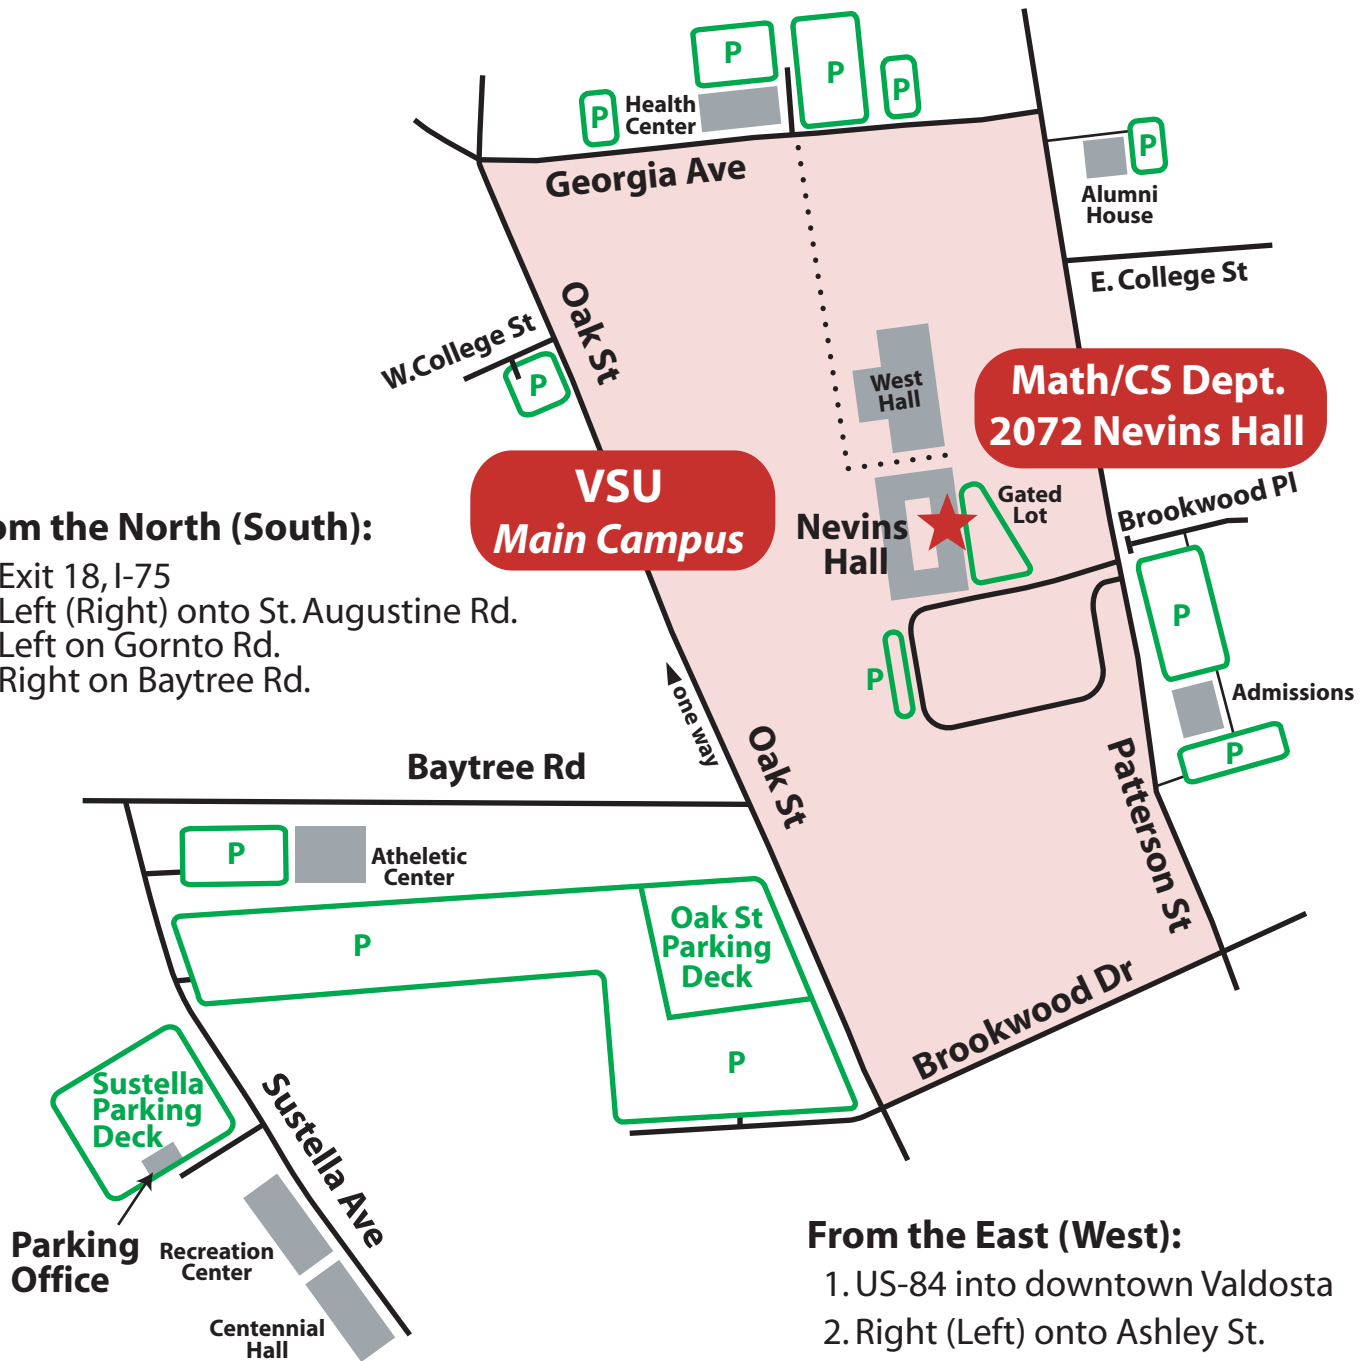 P
P
P
P
Health
Center
Georgia Ave
P
Alumni
House
E. College St
Oak St
W. College St
P
West
Hall
Math/CS Dept.
2072 Nevins Hall
VSU
Main Campus
Gated
Lot
Brookwood Pl
Nevins
Hall
om the North (South):
Exit 18, I-75
Left (Right) onto St. Augustine Rd.
Left on Gornto Rd.
Right on Baytree Rd.
P
P
Admissions
one way
Oak St
P
Patterson St
Baytree Rd
P
Atheletic
Center
P
Oak St
Parking
Deck
P
Brookwood Dr
Sustella
Parking
Deck
Sustella Ave
Parking
Office
Recreation
Center
Centennial
Hall
From the East (West):
1. US-84 into downtown Valdosta
2. Right (Left) onto Ashley St.